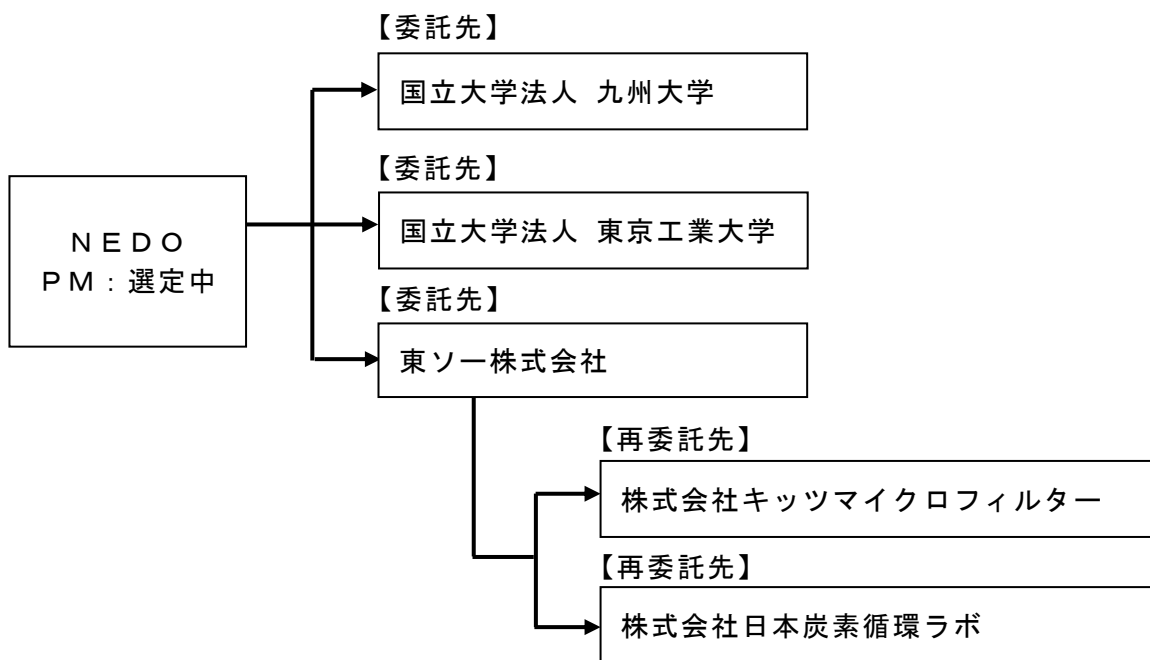 【委託先】
国立大学法人 九州大学
【委託先】
国立大学法人 東京工業大学
ＮＥＤＯ
ＰＭ：選定中
【委託先】
東ソー株式会社
【再委託先】
株式会社キッツマイクロフィルター
【再委託先】
株式会社日本炭素循環ラボ